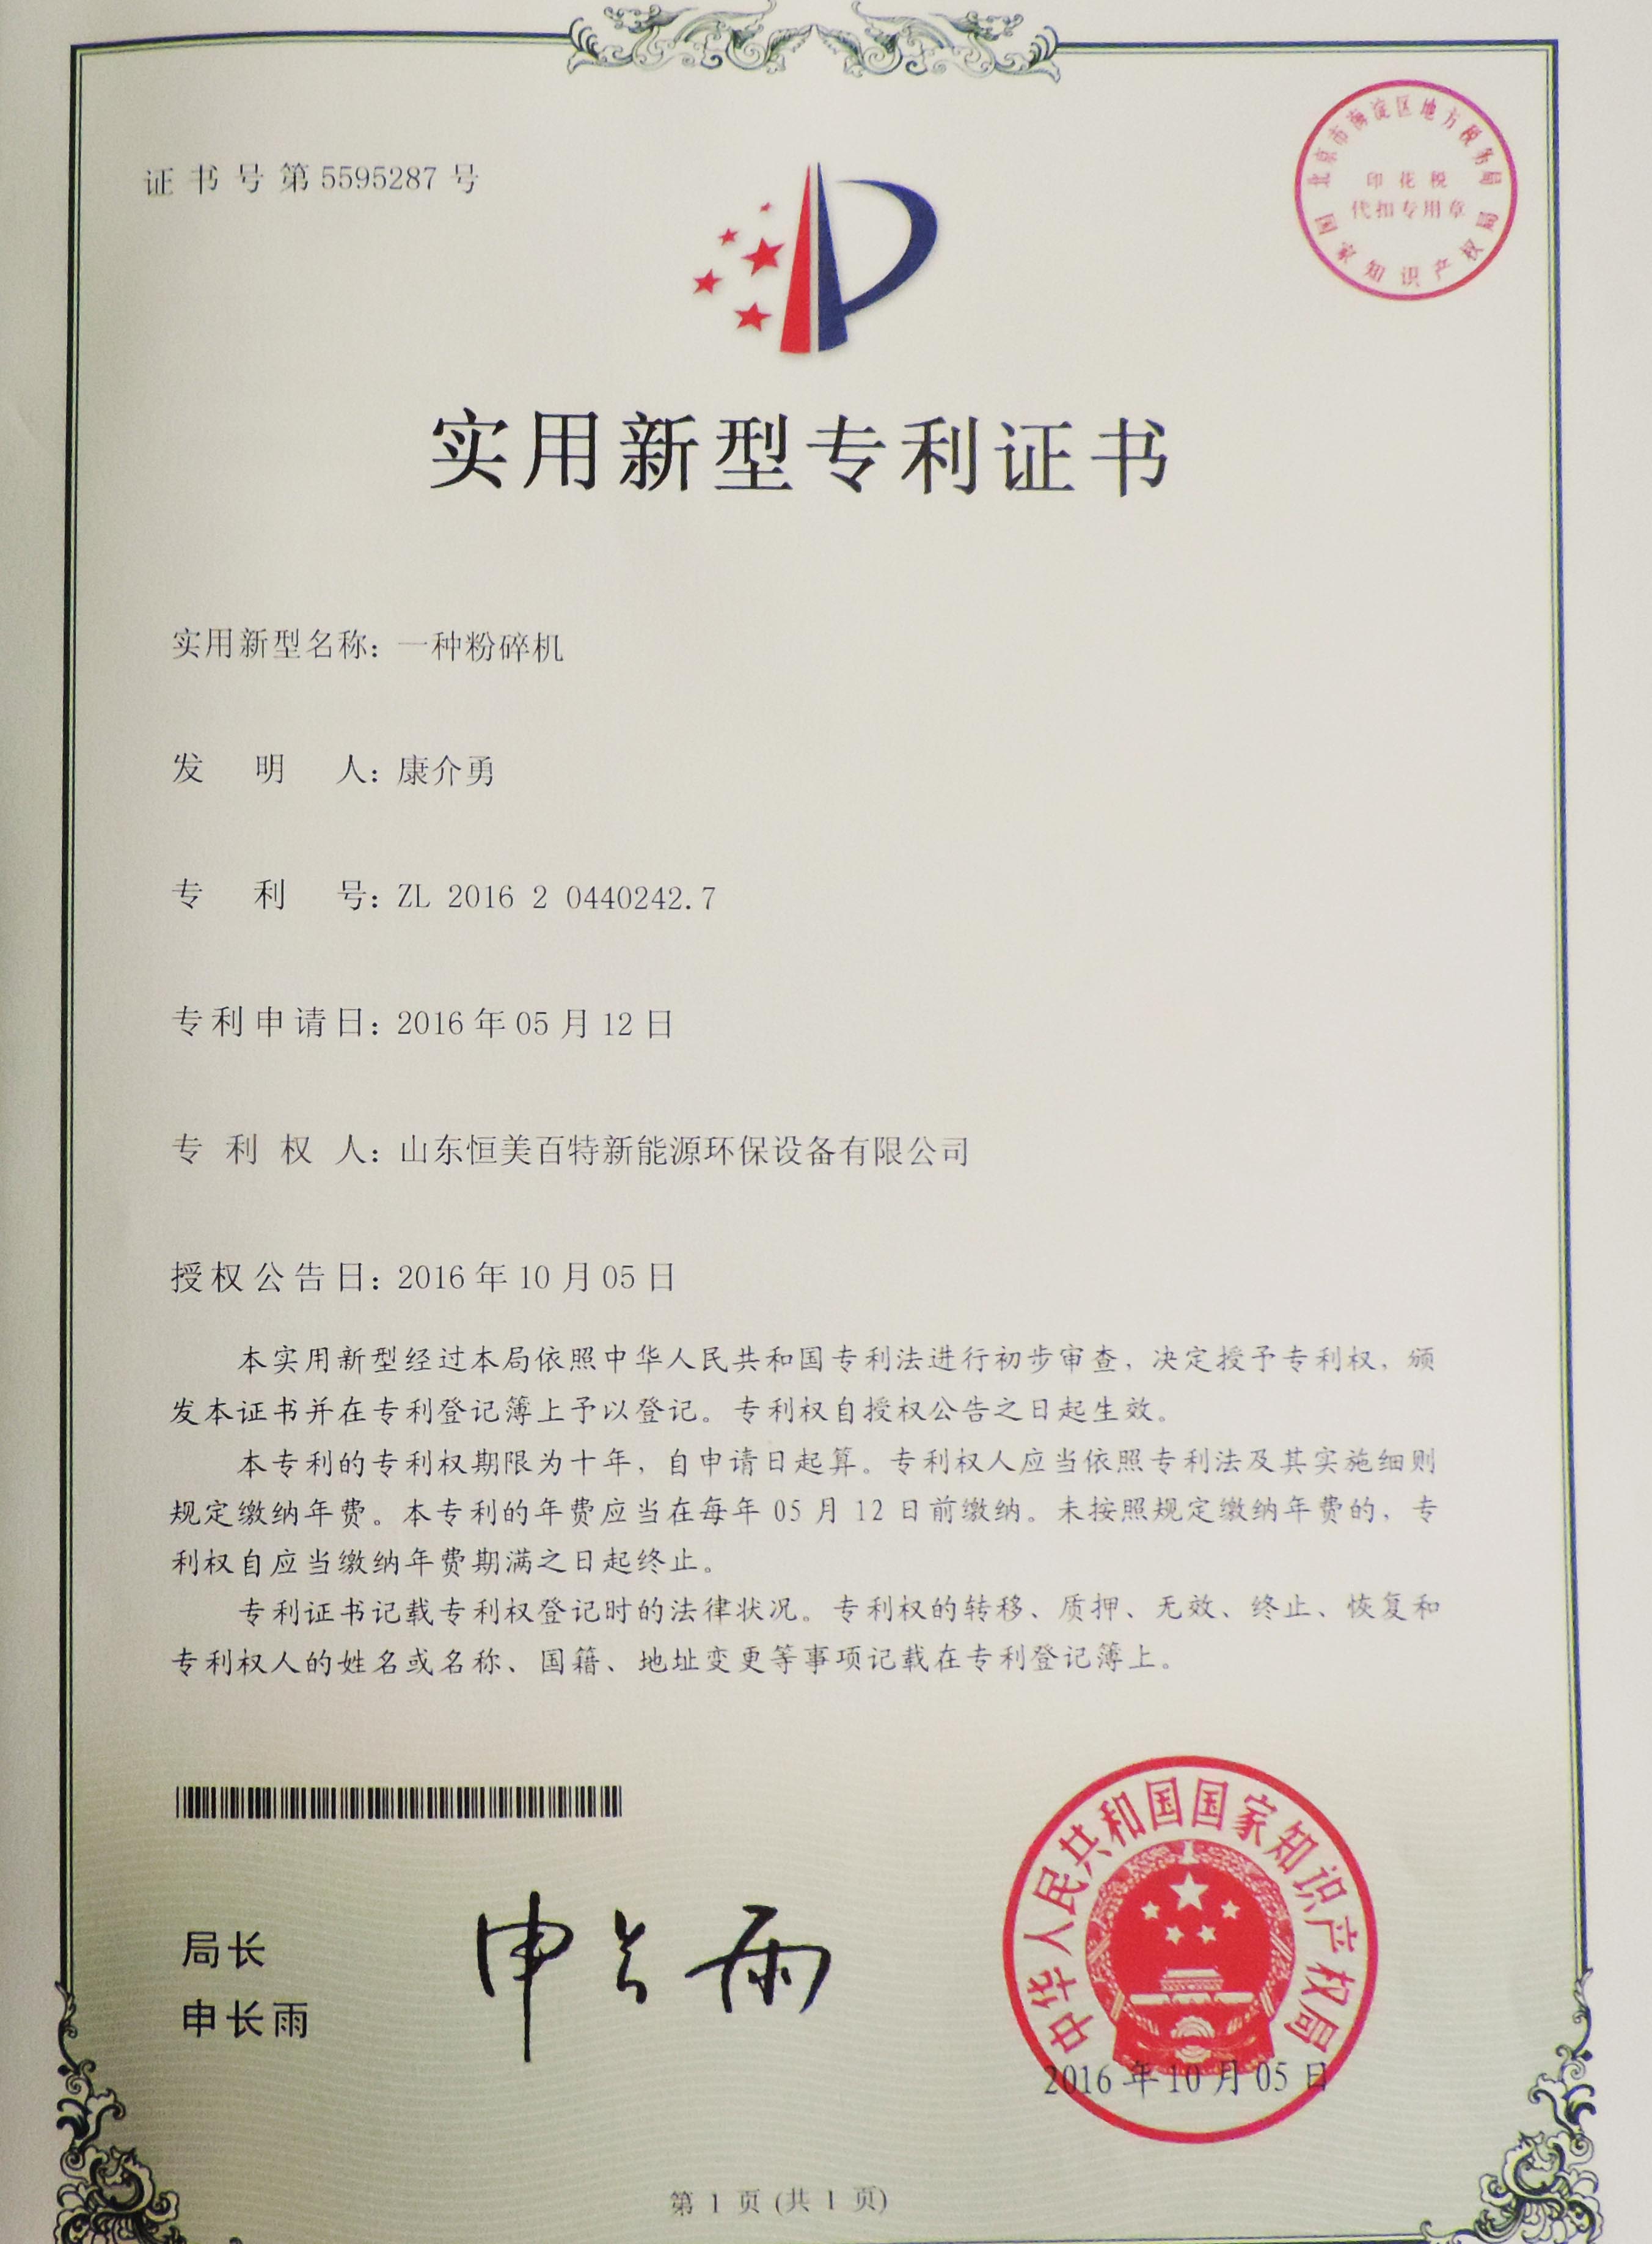 证书号第5595287号
北京市海淀区地方税务局
印花税
代扣专用章
国家知识产权局
实用新型专利证书
实用新型名称：一种粉碎机
发明人：康介勇
专利号：ZL 2016 2 0440242.7
专利申请日：2016年05月12日
专利权人：山东恒美百特新能源环保设备有限公司
授权公告日：2016年10月05日
本实用新型经过本局依照中华人民共和国专利法进行初步审查，决定授予专利权，颁
发本证书并在专利登记簿上予以登记。专利权自授权公告之日起生效。
本专利的专利权期限为十年，自申请日起算。专利权人应当依照专利法及其实施细则
规定缴纳年费。本专利的年费应当在每年05月12日前缴纳。未按照规定缴纳年费的，专
利权自应当缴纳年费期满之日起终止。
专利证书记载专利权登记时的法律状况。专利权的转移、质押、无效、终止、恢复和
专利权人的姓名或名称、国籍、地址变更等事项记载在专利登记簿上。
局长
申长雨
申长雨
中华人民共和国国家知识产权局
2016年10月05日
第1页(共1页)